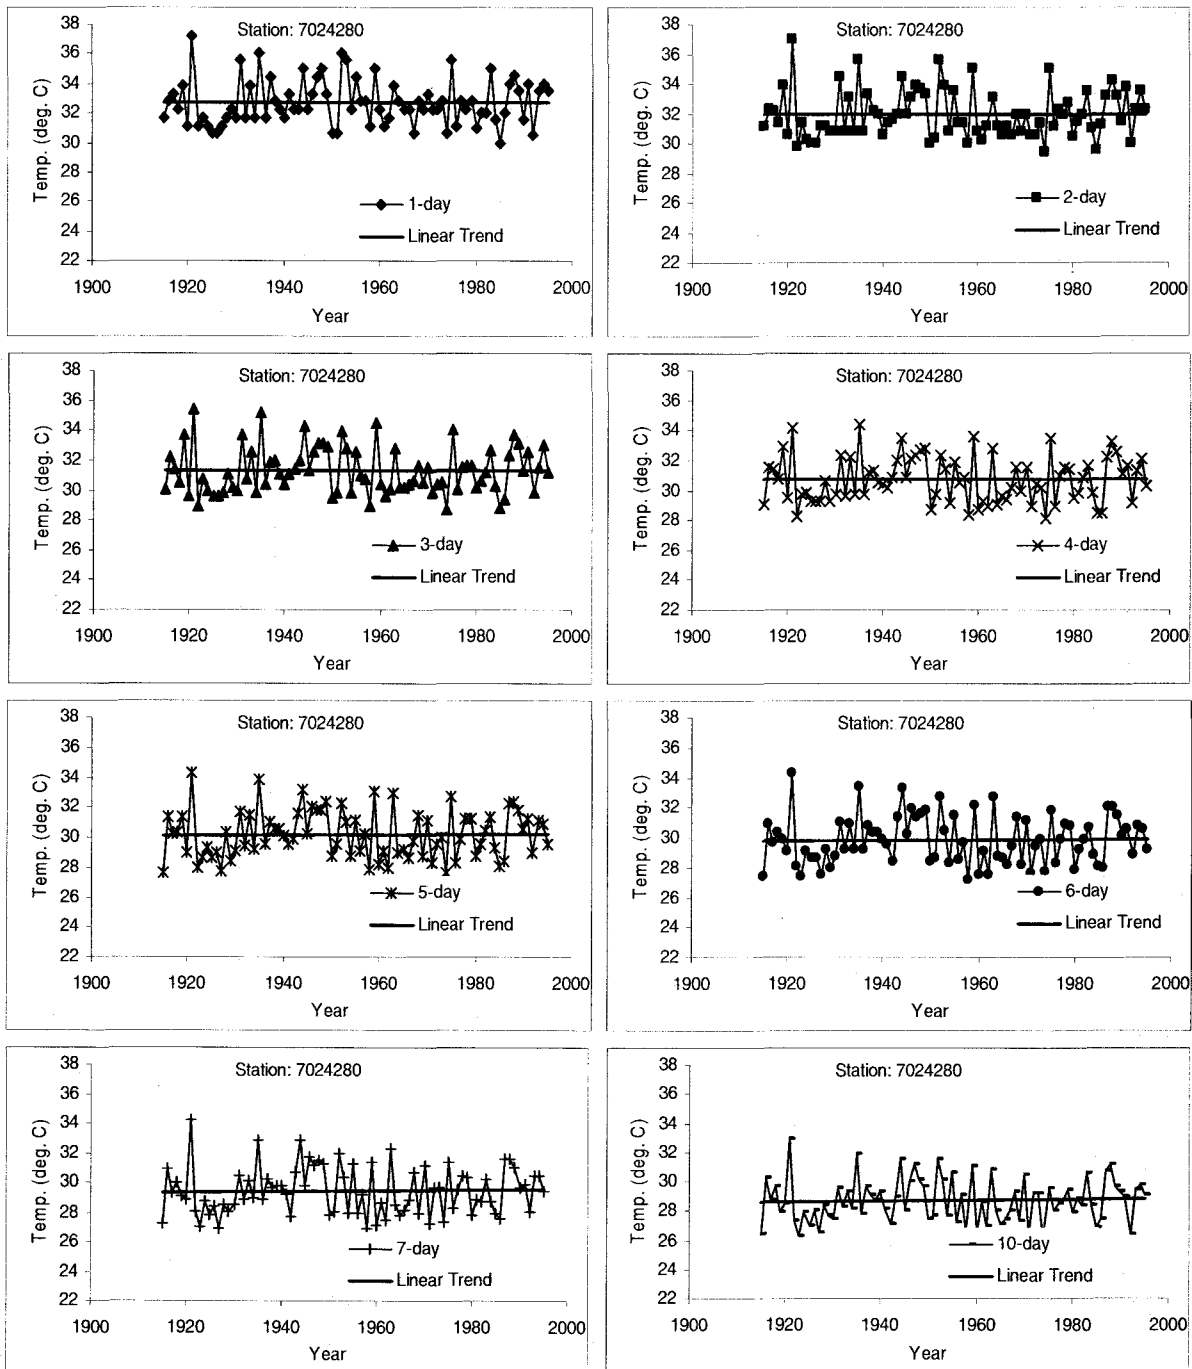 Station: 7024280
Temp. (deg. C)
38
36
34
32
30
28
26
24
22
1-day
Linear Trend
1900 1920 1940 1960 1980 2000
Year
Station: 7024280
Temp. (deg. C)
38
36
34
32
30
28
26
24
22
2-day
Linear Trend
1900 1920 1940 1960 1980 2000
Year
Station: 7024280
Temp. (deg. C)
38
36
34
32
30
28
26
24
22
3-day
Linear Trend
1900 1920 1940 1960 1980 2000
Year
Station: 7024280
Temp. (deg. C)
38
36
34
32
30
28
26
24
22
4-day
Linear Trend
1900 1920 1940 1960 1980 2000
Year
Station: 7024280
Temp. (deg. C)
38
36
34
32
30
28
26
24
22
5-day
Linear Trend
1900 1920 1940 1960 1980 2000
Year
Station: 7024280
Temp. (deg. C)
38
36
34
32
30
28
26
24
22
6-day
Linear Trend
1900 1920 1940 1960 1980 2000
Year
Station: 7024280
Temp. (deg. C)
38
36
34
32
30
28
26
24
22
7-day
Linear Trend
1900 1920 1940 1960 1980 2000
Year
Station: 7024280
Temp. (deg. C)
38
36
34
32
30
28
26
24
22
10-day
Linear Trend
1900 1920 1940 1960 1980 2000
Year